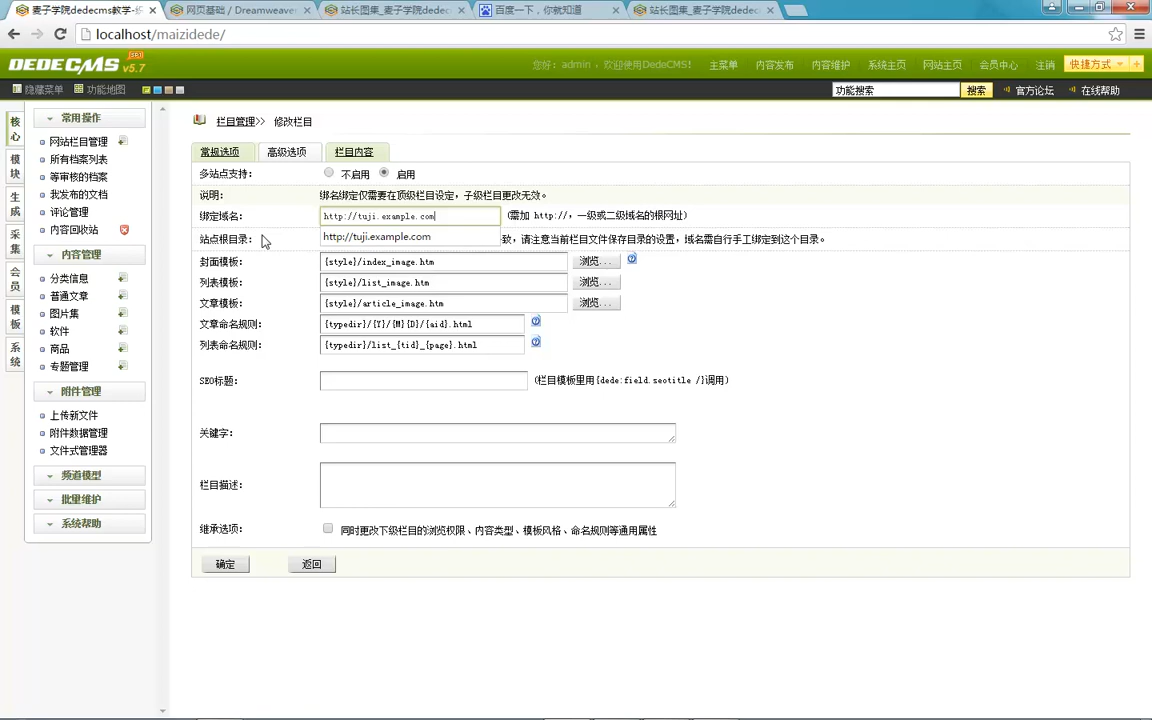 麦子学院dedecms教学-织
网页基础 / Dreamweaver
站长图集_麦子学院dedec
百度一下，你就知道
站长图集_麦子学院dedec
localhost/maizidede/
DEDECMS v5.7 SP1
您好: admin ，欢迎使用DedeCMS! 主菜单 内容发布 内容维护 系统主页 网站主页 会员中心 注销 快捷方式
隐藏菜单 功能地图
功能搜索 搜索 官方论坛 在线帮助
核心
模块
生成
采集
会员
模板
系统
常用操作
网站栏目管理
所有档案列表
等审核的档案
我发布的文档
评论管理
内容回收站
内容管理
分类信息
普通文章
图片集
软件
商品
专题管理
附件管理
上传新文件
附件数据管理
文件式管理器
频道模型
批量维护
系统帮助
栏目管理>> 修改栏目
常规选项 高级选项 栏目内容
多站点支持: 不启用 启用
说明: 绑名绑定仅需要在顶级栏目设定，子级栏目更改无效。
绑定域名: http://tuji.example.com (需加 http://，一级或二级域名的根网址)
http://tuji.example.com
站点根目录: 致，请注意当前栏目文件保存目录的设置，域名需自行手工绑定到这个目录。
封面模板: {style}/index_image.htm 浏览...
列表模板: {style}/list_image.htm 浏览...
文章模板: {style}/article_image.htm 浏览...
文章命名规则: {typedir}/{Y}/{M}{D}/{aid}.html
列表命名规则: {typedir}/list_{tid}_{page}.html
SEO标题: (栏目模板里用{dede:field.seotitle /}调用)
关键字:
栏目描述:
继承选项: 同时更改下级栏目的浏览权限、内容类型、模板风格、命名规则等通用属性
确定 返回